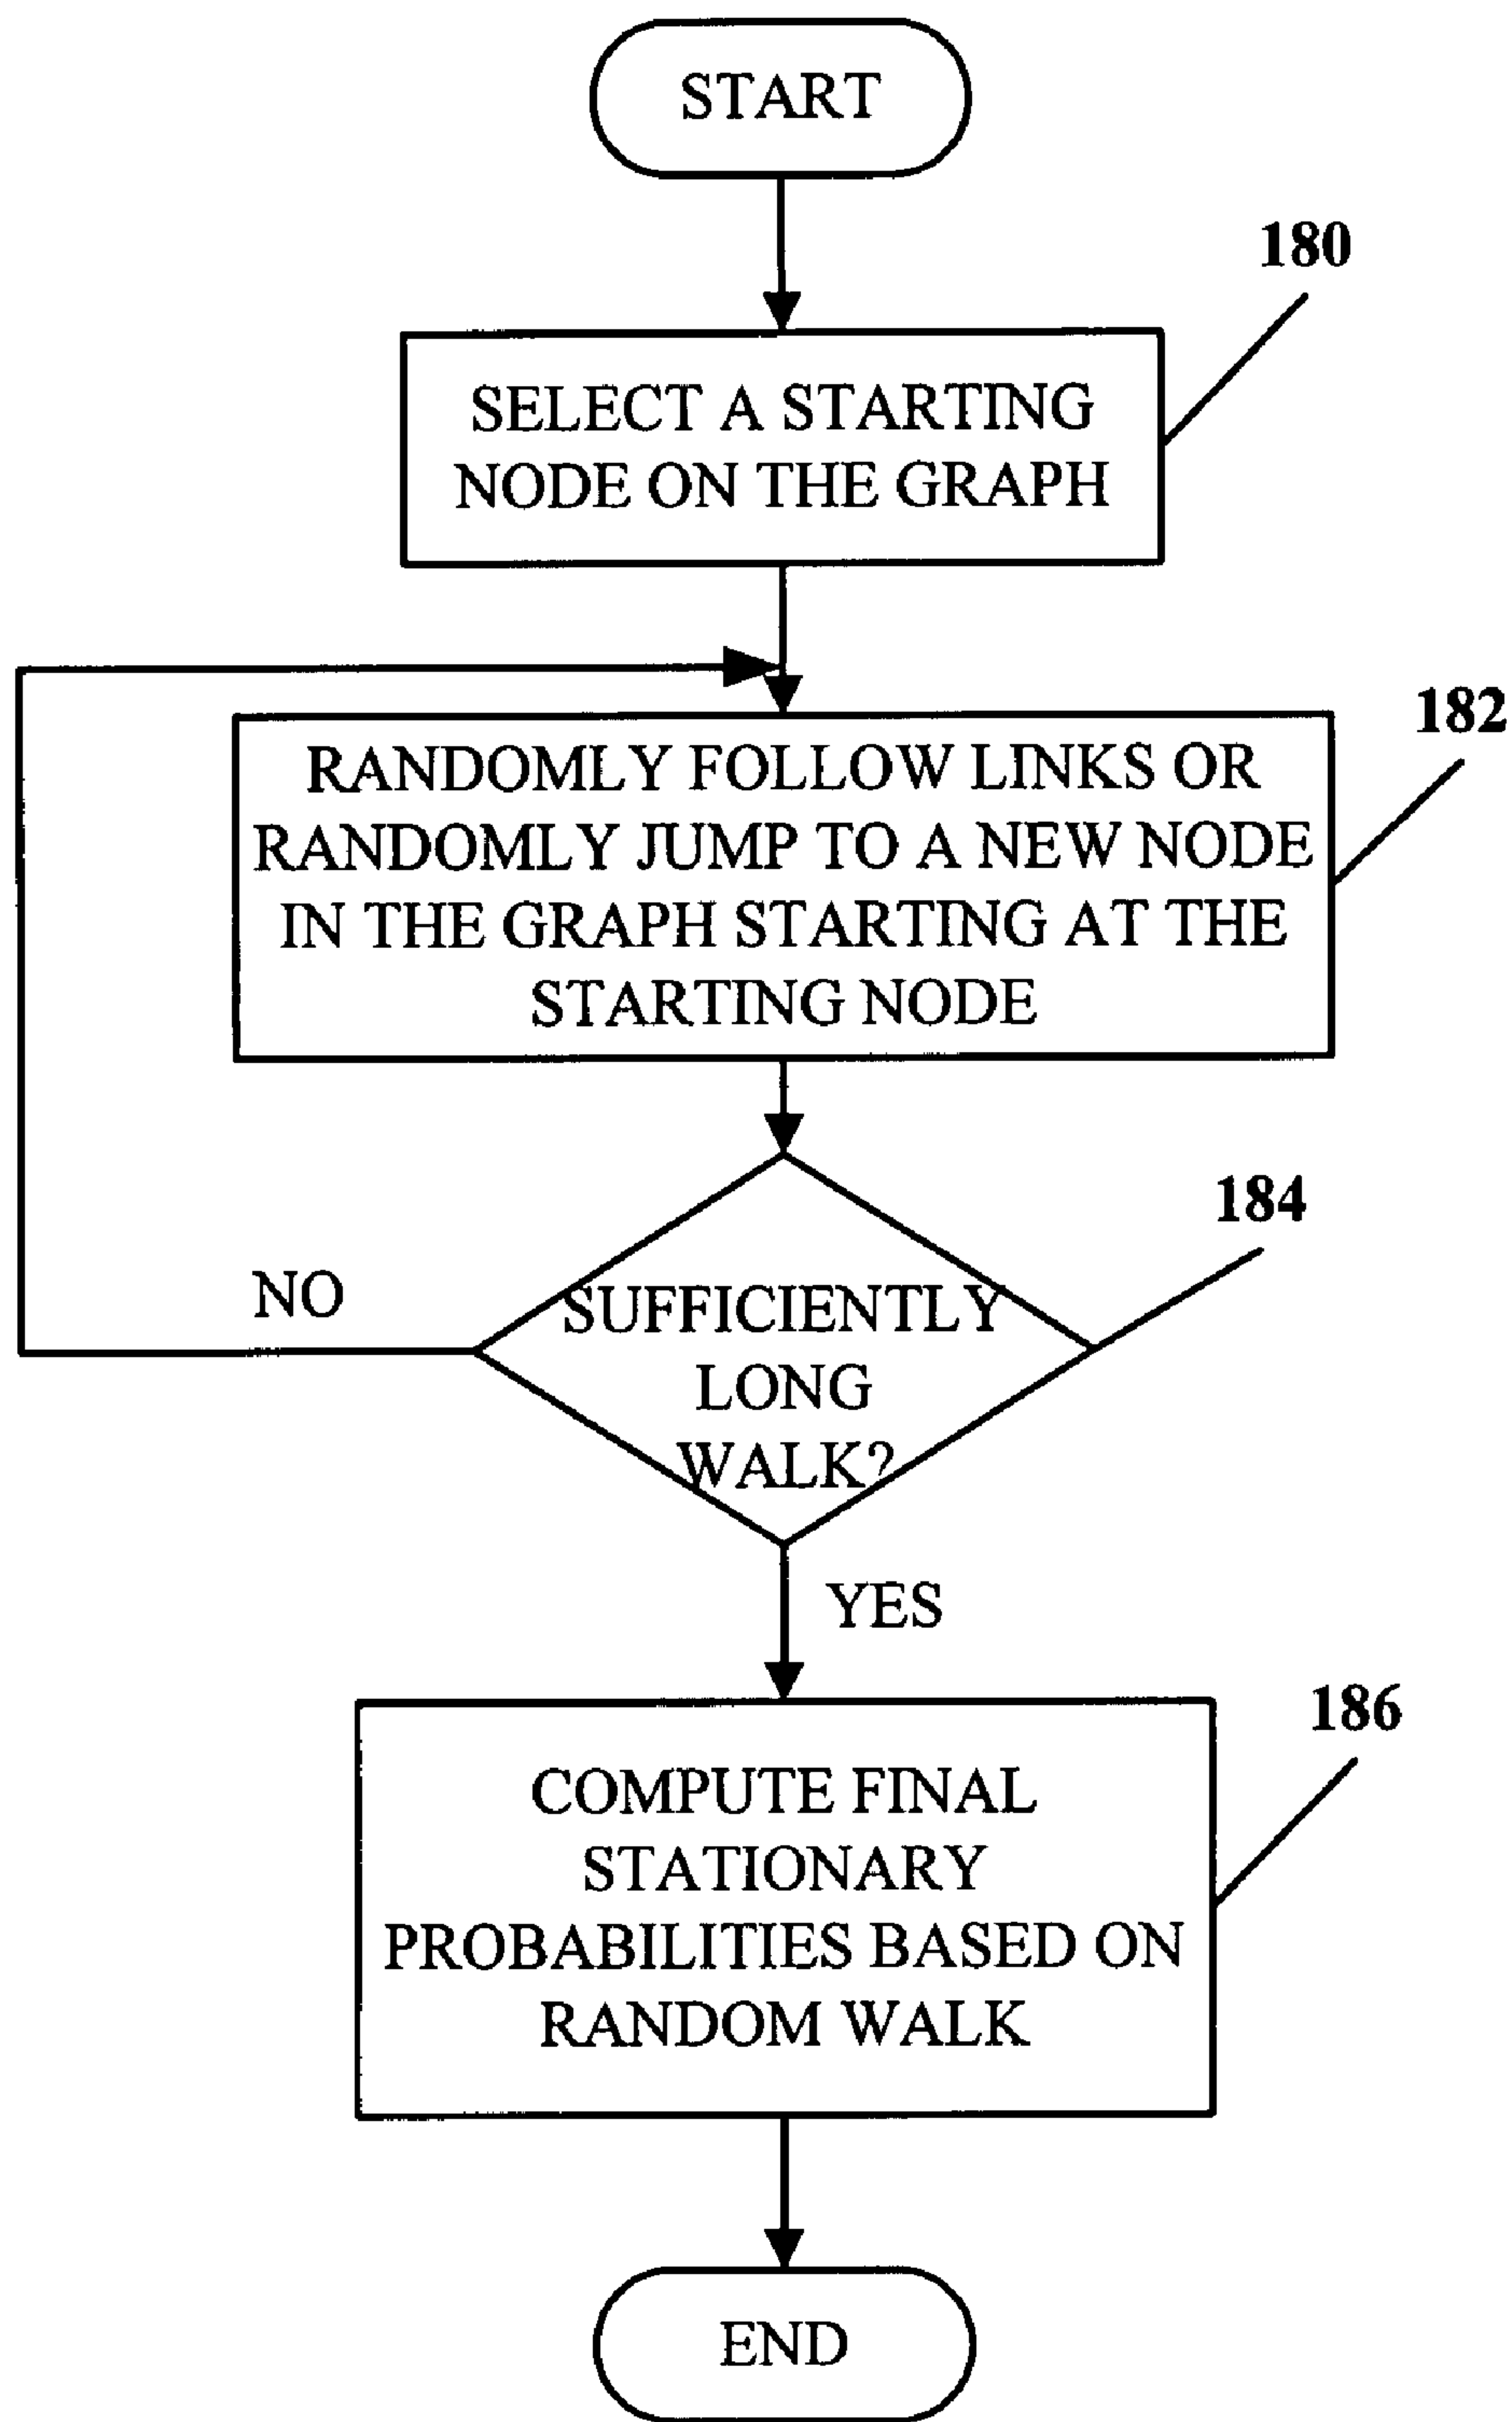 START
180
SELECT A STARTING
NODE ON THE GRAPH
182
RANDOMLY FOLLOW LINKS OR
RANDOMLY JUMP TO A NEW NODE
IN THE GRAPH STARTING AT THE
STARTING NODE
184
NO
SUFFICIENTLY
LONG
WALK?
YES
186
COMPUTE FINAL
STATIONARY
PROBABILITIES BASED ON
RANDOM WALK
END